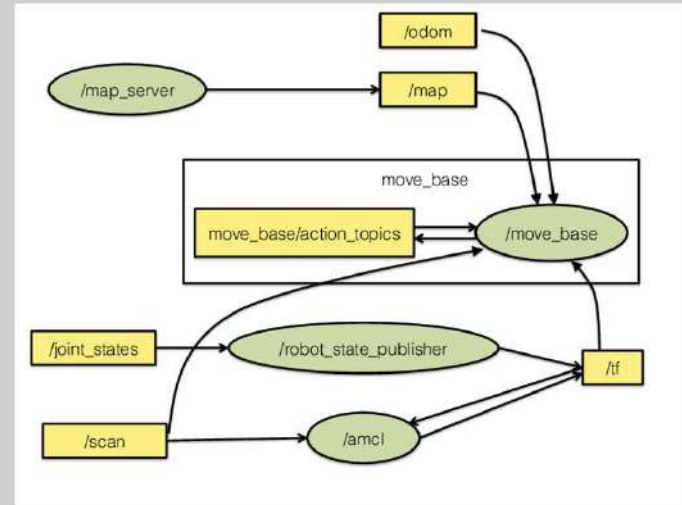 /odom
/map_server
/map
move_base
move_base/action_topics
/move_base
/joint_states
/robot_state_publisher
/tf
/scan
/amcl